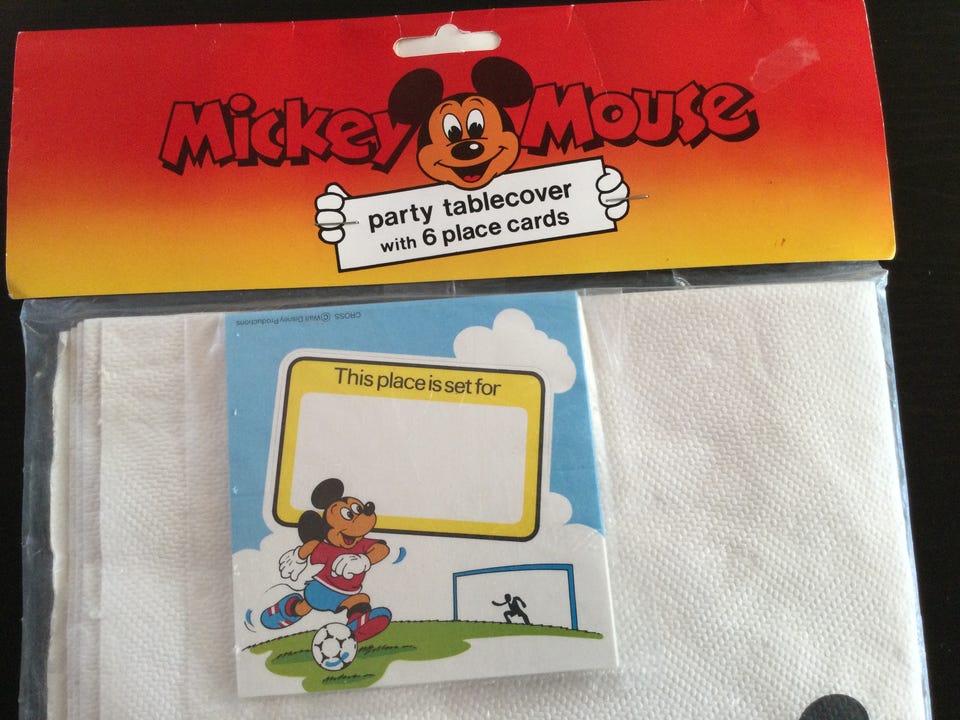 Mickey Mouse
party tablecover
with 6 place cards
CROSS ©Walt Disney Productions
This place is set for